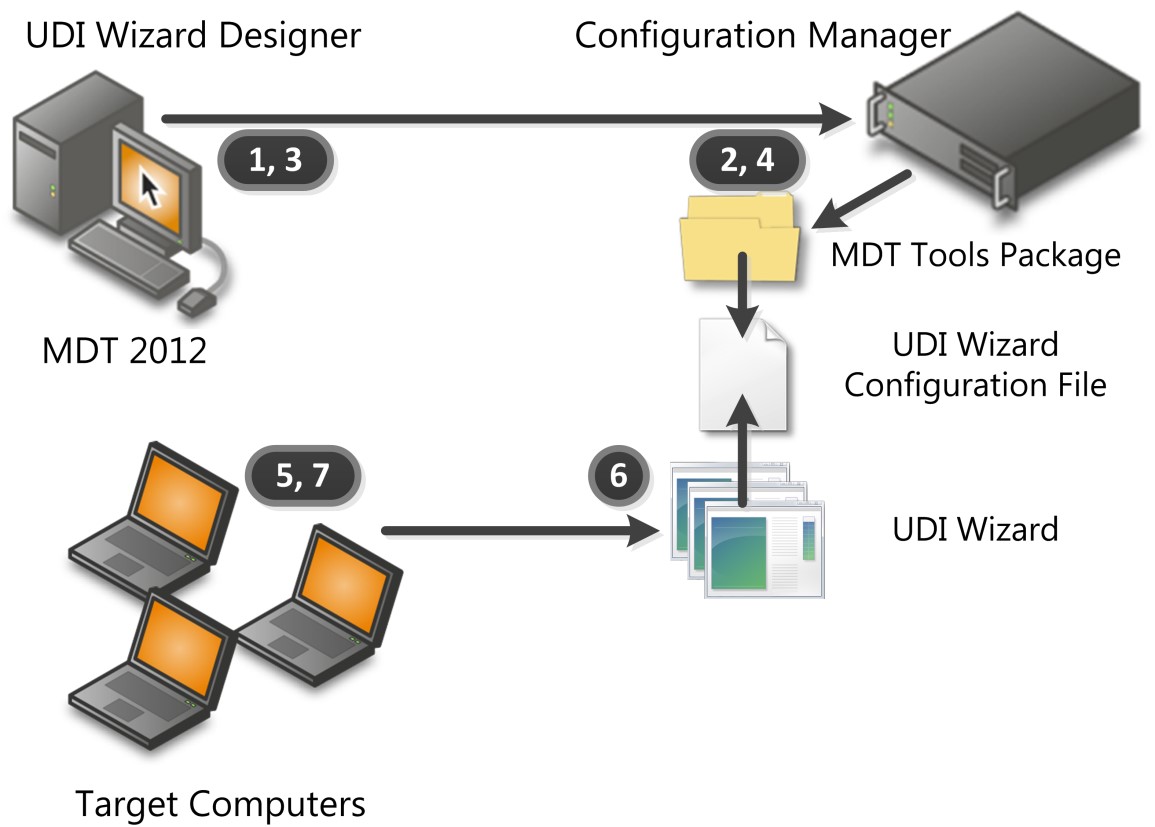 UDI Wizard Designer
Configuration Manager
1, 3
2, 4
MDT Tools Package
MDT 2012
UDI Wizard
Configuration File
5, 7
6
UDI Wizard
Target Computers